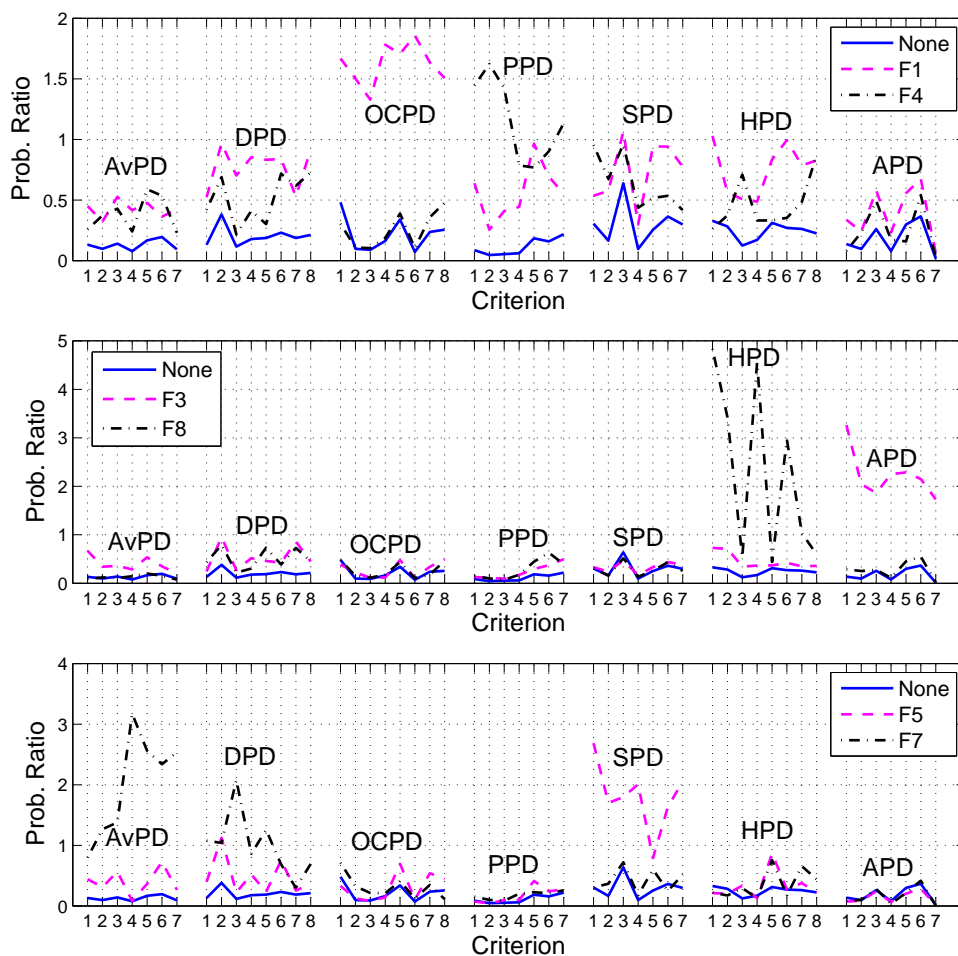 2
1.5
1
0.5
0
Prob. Ratio
AvPD
DPD
OCPD
PPD
SPD
HPD
APD
None
F1
F4
1 2 3 4 5 6 7 1 2 3 4 5 6 7 8 1 2 3 4 5 6 7 8 1 2 3 4 5 6 7 1 2 3 4 5 6 7 1 2 3 4 5 6 7 8 1 2 3 4 5 6 7
Criterion
5
4
3
2
1
0
Prob. Ratio
None
F3
F8
AvPD
DPD
OCPD
PPD
SPD
HPD
APD
1 2 3 4 5 6 7 1 2 3 4 5 6 7 8 1 2 3 4 5 6 7 8 1 2 3 4 5 6 7 1 2 3 4 5 6 7 1 2 3 4 5 6 7 8 1 2 3 4 5 6 7
Criterion
4
3
2
1
0
Prob. Ratio
AvPD
DPD
OCPD
PPD
SPD
HPD
APD
None
F5
F7
1 2 3 4 5 6 7 1 2 3 4 5 6 7 8 1 2 3 4 5 6 7 8 1 2 3 4 5 6 7 1 2 3 4 5 6 7 1 2 3 4 5 6 7 8 1 2 3 4 5 6 7
Criterion